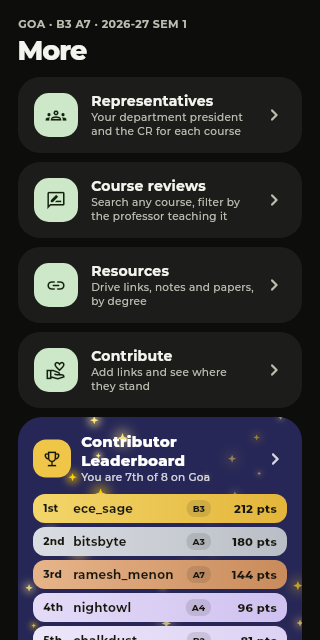 GOA · B3 A7 · 2026-27 SEM 1
More
Representatives
Your department president
and the CR for each course
Course reviews
Search any course, filter by
the professor teaching it
Resources
Drive links, notes and papers,
by degree
Contribute
Add links and see where
they stand
Contributor
Leaderboard
You are 7th of 8 on Goa
1st ece_sage B3 212 pts
2nd bitsbyte A3 180 pts
3rd ramesh_menon A7 144 pts
4th nightowl A4 96 pts